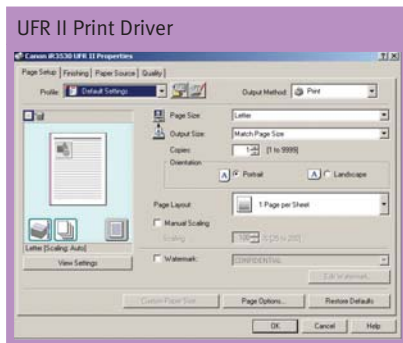 UFR II Print Driver
Canon iR3530 UFR II Properties
Page Setup Finishing Paper Source Quality
Profile: Default Settings Output Method: Print
Page Size: Letter
Output Size: Match Page Size
Copies: 1 [1 to 9999]
Orientation
A Portrait A Landscape
Page Layout: 1 Page per Sheet
Manual Scaling
Scaling: 100 % [25 to 200]
Letter [Scaling: Auto]
View Settings
Watermark: CONFIDENTIAL
Edit Watermark...
Custom Paper Size... Page Options... Restore Defaults
OK Cancel Help